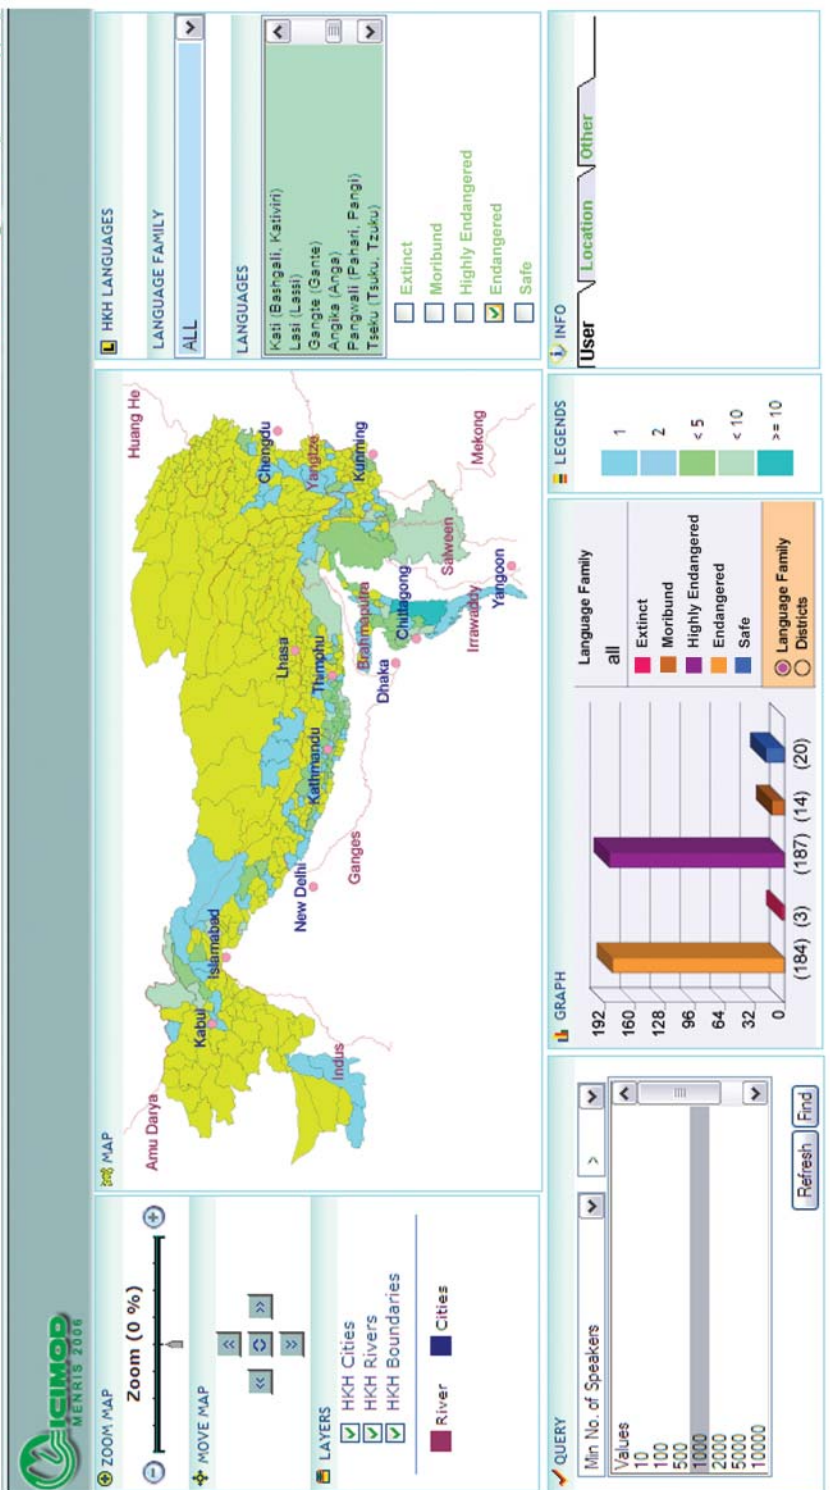 ICIMOD
MENRIS 2006
ZOOM MAP
Zoom (0 %)
MOVE MAP
LAYERS
HKH Cities
HKH Rivers
HKH Boundaries
River
Cities
MAP
Amu Darya
Kabul
Islamabad
Indus
New Delhi
Ganges
Kathmandu
Lhasa
Thimphu
Dhaka
Brahmaputra
Chittagong
Irrawaddy
Yangoon
Salween
Mekong
Kunming
Yangtze
Chengdu
Huang He
L HKH LANGUAGES
LANGUAGE FAMILY
ALL
LANGUAGES
Kati (Bashgali, Kativiri)
Lasi (Lassi)
Gangte (Gante)
Angika (Anga)
Pangwali (Pahari, Pangi)
Tseku (Tsuku, Tzuku)
Extinct
Moribund
Highly Endangered
Endangered
Safe
QUERY
Min No. of Speakers
>
Values
10
100
500
1000
2000
5000
10000
Refresh
Find
GRAPH
192
160
128
96
64
32
0
(184) (3) (187) (14) (20)
Language Family
all
Extinct
Moribund
Highly Endangered
Endangered
Safe
Language Family
Districts
LEGENDS
1
2
< 5
< 10
>= 10
i INFO
User
Location
Other